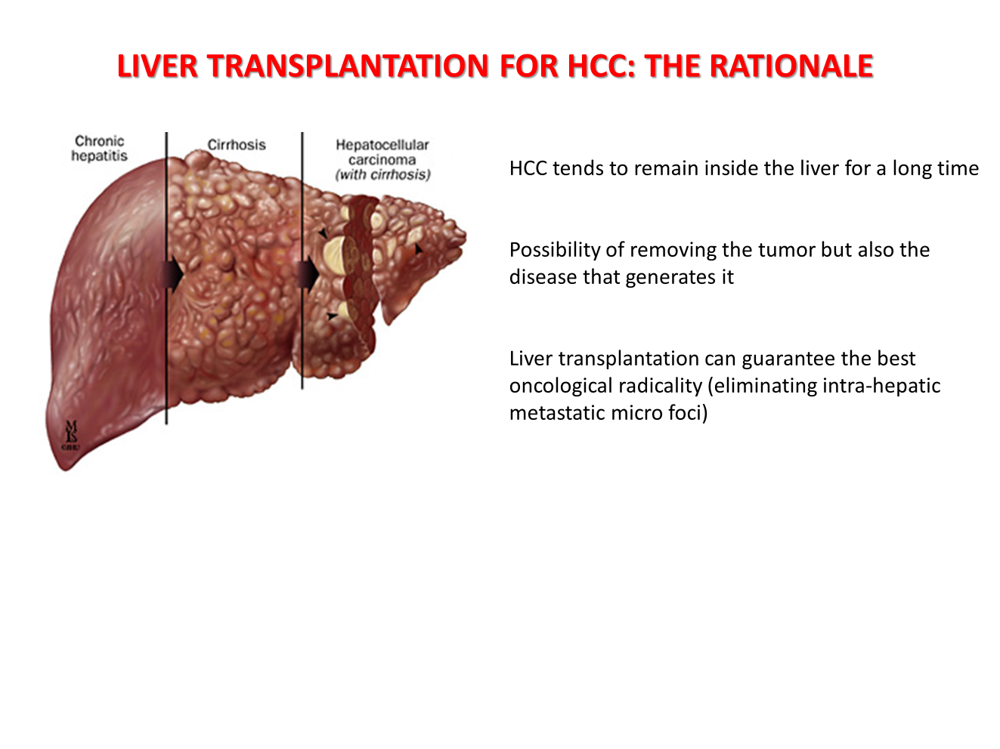 LIVER TRANSPLANTATION FOR HCC: THE RATIONALE
Chronic
hepatitis
Cirrhosis
Hepatocellular
carcinoma
(with cirrhosis)
HCC tends to remain inside the liver for a long time
Possibility of removing the tumor but also the
disease that generates it
Liver transplantation can guarantee the best
oncological radicality (eliminating intra-hepatic
metastatic micro foci)